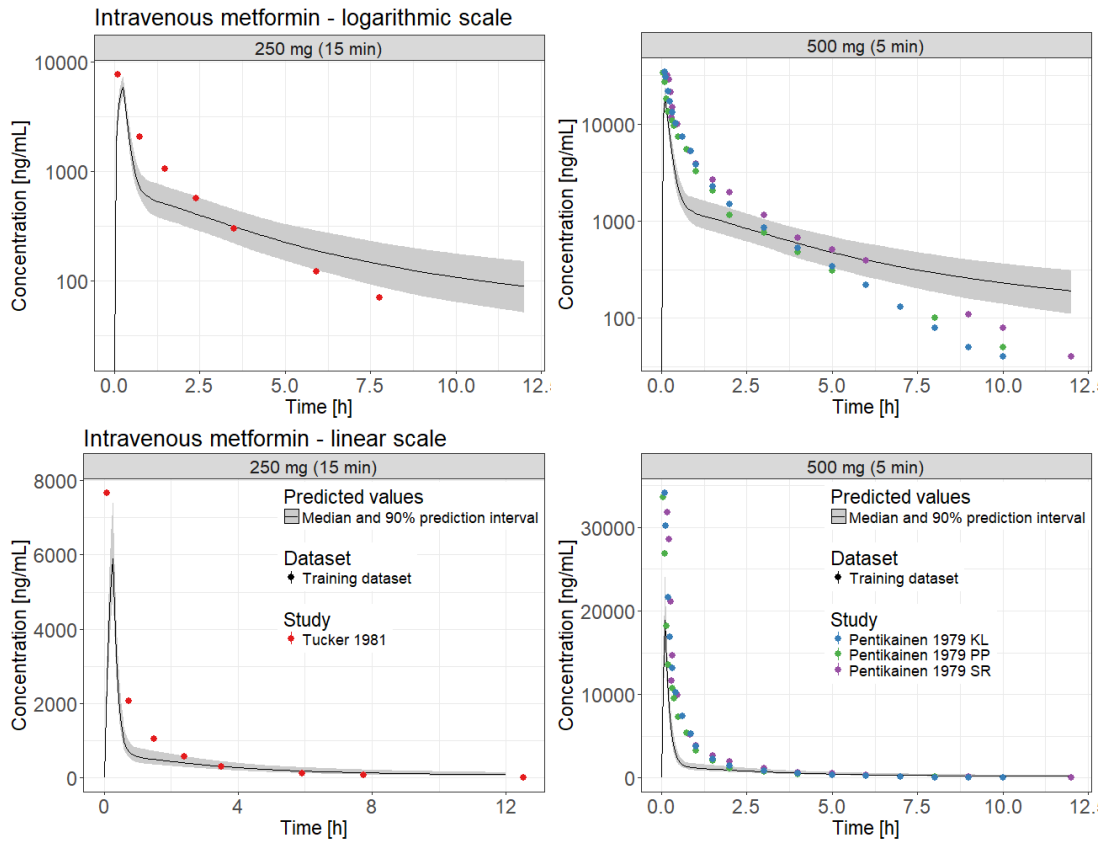 Intravenous metformin - logarithmic scale
250 mg (15 min)
10000
1000
100
Concentration [ng/mL]
0.0
2.5
5.0
7.5
10.0
12.5
Time [h]
500 mg (5 min)
10000
1000
100
Concentration [ng/mL]
0.0
2.5
5.0
7.5
10.0
12.
Time [h]
Intravenous metformin - linear scale
250 mg (15 min)
8000
6000
4000
2000
0
Concentration [ng/mL]
Predicted values
Median and 90% prediction interval
Dataset
Training dataset
Study
Tucker 1981
0
4
8
12
Time [h]
500 mg (5 min)
30000
20000
10000
0
Concentration [ng/mL]
Predicted values
Median and 90% prediction interval
Dataset
Training dataset
Study
Pentikainen 1979 KL
Pentikainen 1979 PP
Pentikainen 1979 SR
0.0
2.5
5.0
7.5
10.0
12.
Time [h]